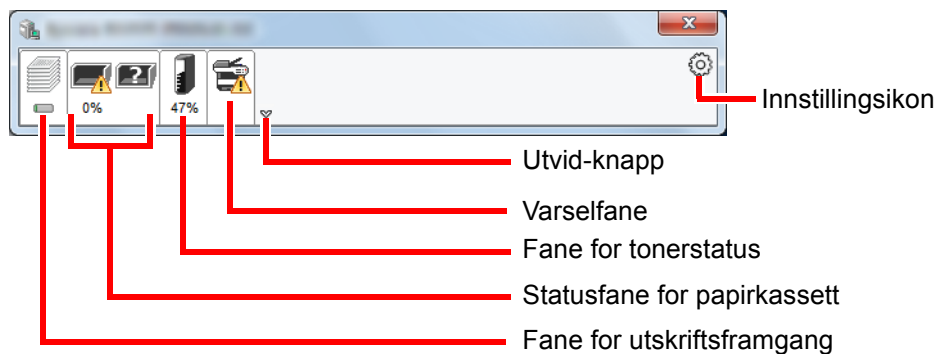 x
?
0%
47%
Innstillingsikon
Utvid-knapp
Varselfane
Fane for tonerstatus
Statusfane for papirkassett
Fane for utskriftsframgang